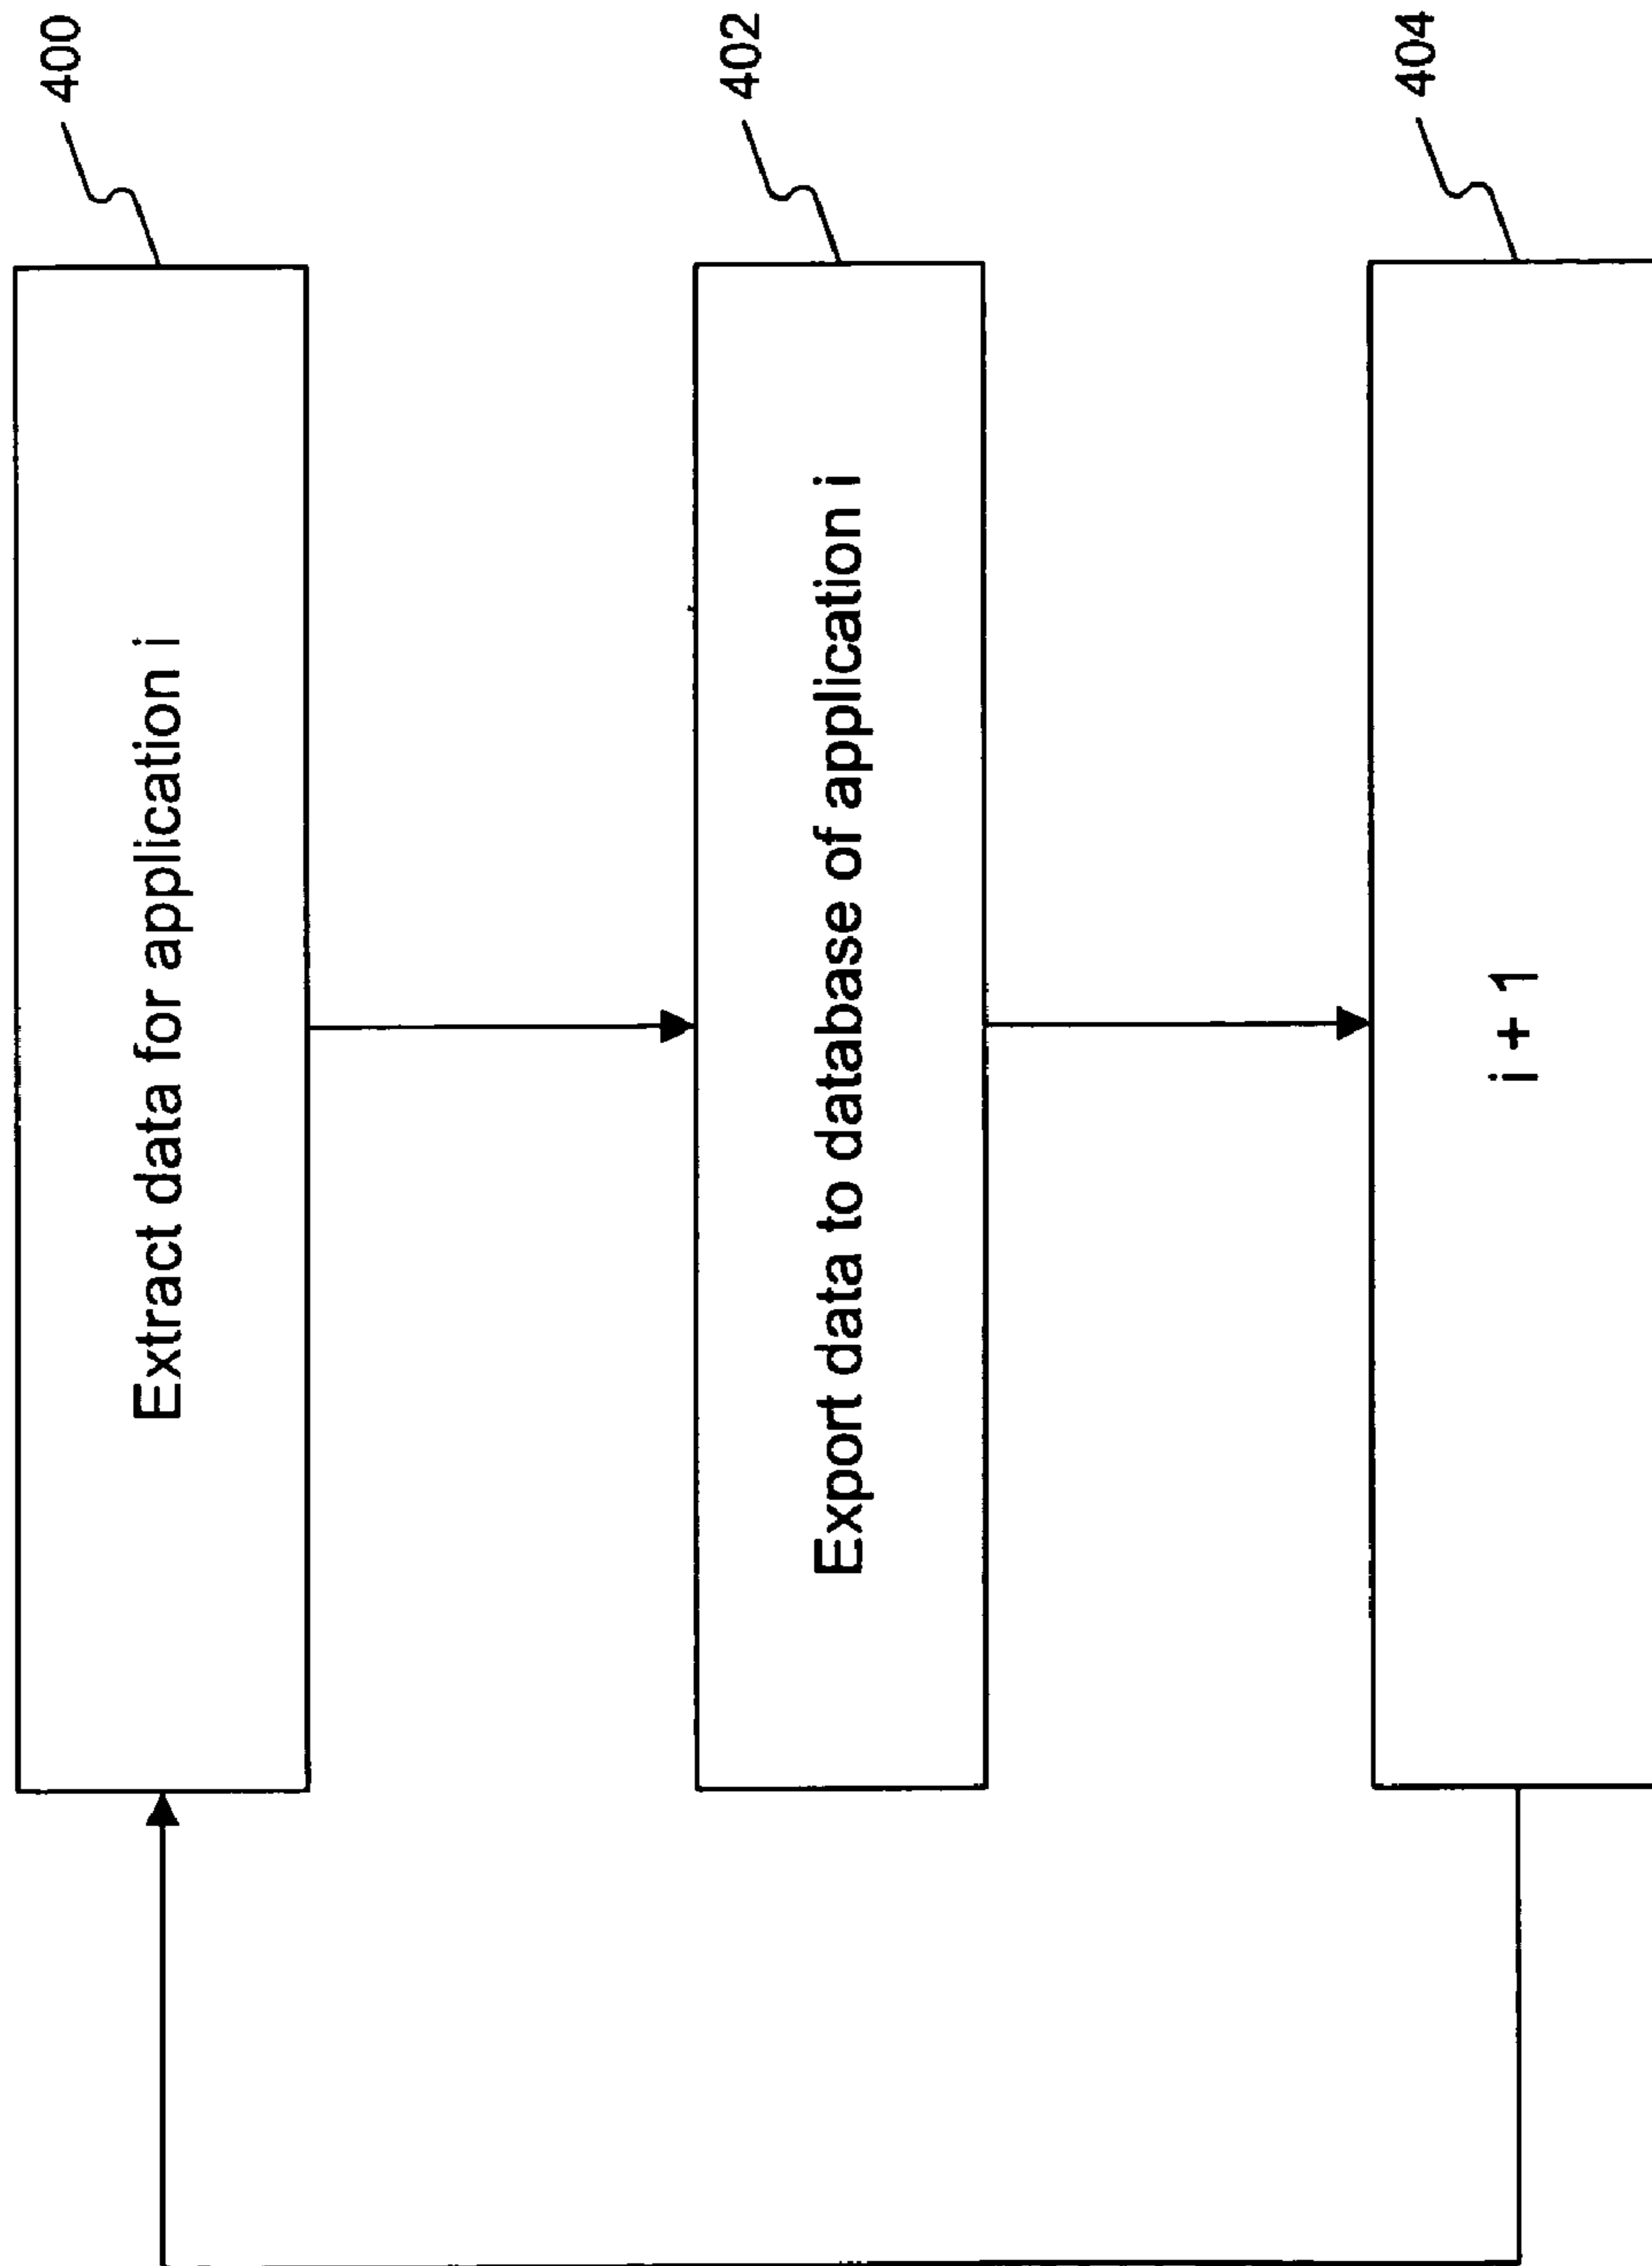 Extract data for application i
400
Export data to database of application i
402
i + 1
404